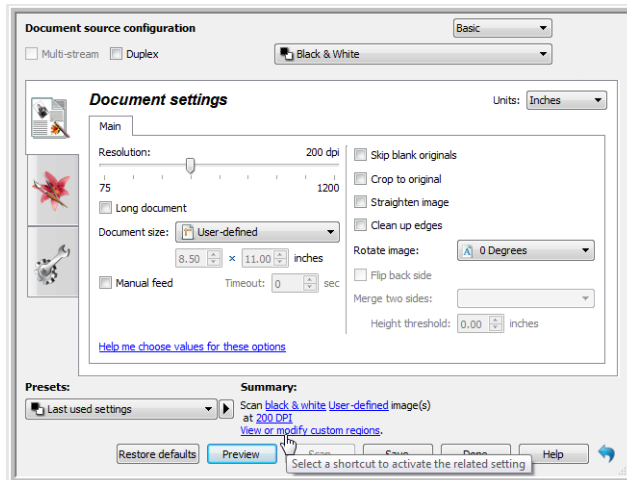 Document source configuration
Basic
Multi-stream
Duplex
Black & White
Document settings
Units:
Inches
Main
Resolution:
200 dpi
75
1200
Long document
Document size:
User-defined
8.50
×
11.00
inches
Manual feed
Timeout:
0
sec
Skip blank originals
Crop to original
Straighten image
Clean up edges
Rotate image:
A
0 Degrees
Flip back side
Merge two sides:
Height threshold:
0.00
inches
Help me choose values for these options
Presets:
Last used settings
Summary:
Scan black & white User-defined image(s)
at 200 DPI
View or modify custom regions.
Restore defaults
Preview
Help
Select a shortcut to activate the related setting